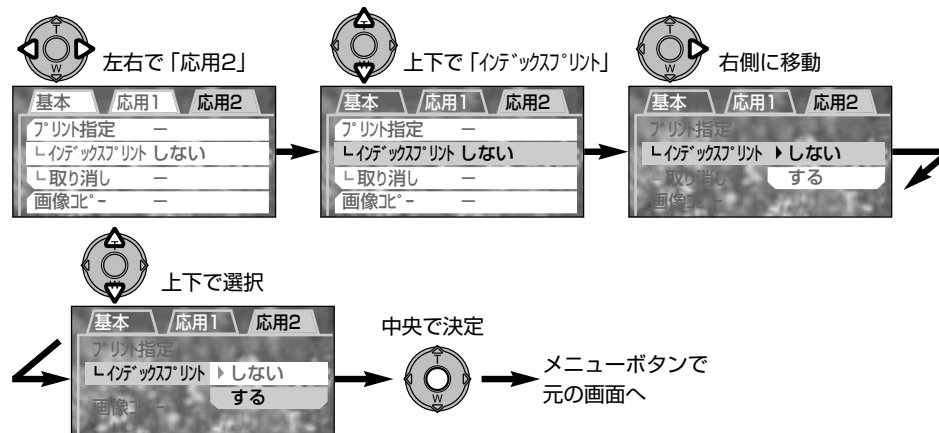 左右で「応用2」
上下で「ｲﾝﾃﾞｯｸｽﾌﾟﾘﾝﾄ」
右側に移動
T
W
基本 応用1 応用2
ﾌﾟﾘﾝﾄ指定 －
┗ｲﾝﾃﾞｯｸｽﾌﾟﾘﾝﾄ しない
┗取り消し －
画像ｺﾋﾟｰ －
T
W
基本 応用1 応用2
ﾌﾟﾘﾝﾄ指定 －
┗ｲﾝﾃﾞｯｸｽﾌﾟﾘﾝﾄ しない
┗取り消し －
画像ｺﾋﾟｰ －
T
W
基本 応用1 応用2
ﾌﾟﾘﾝﾄ指定
┗ｲﾝﾃﾞｯｸｽﾌﾟﾘﾝﾄ しない
┗取り消し する
画像ｺﾋﾟｰ －
T
W
上下で選択
基本 応用1 応用2
ﾌﾟﾘﾝﾄ指定
┗ｲﾝﾃﾞｯｸｽﾌﾟﾘﾝﾄ しない
する
画像ｺﾋﾟｰ
中央で決定
T
W
メニューボタンで
元の画面へ